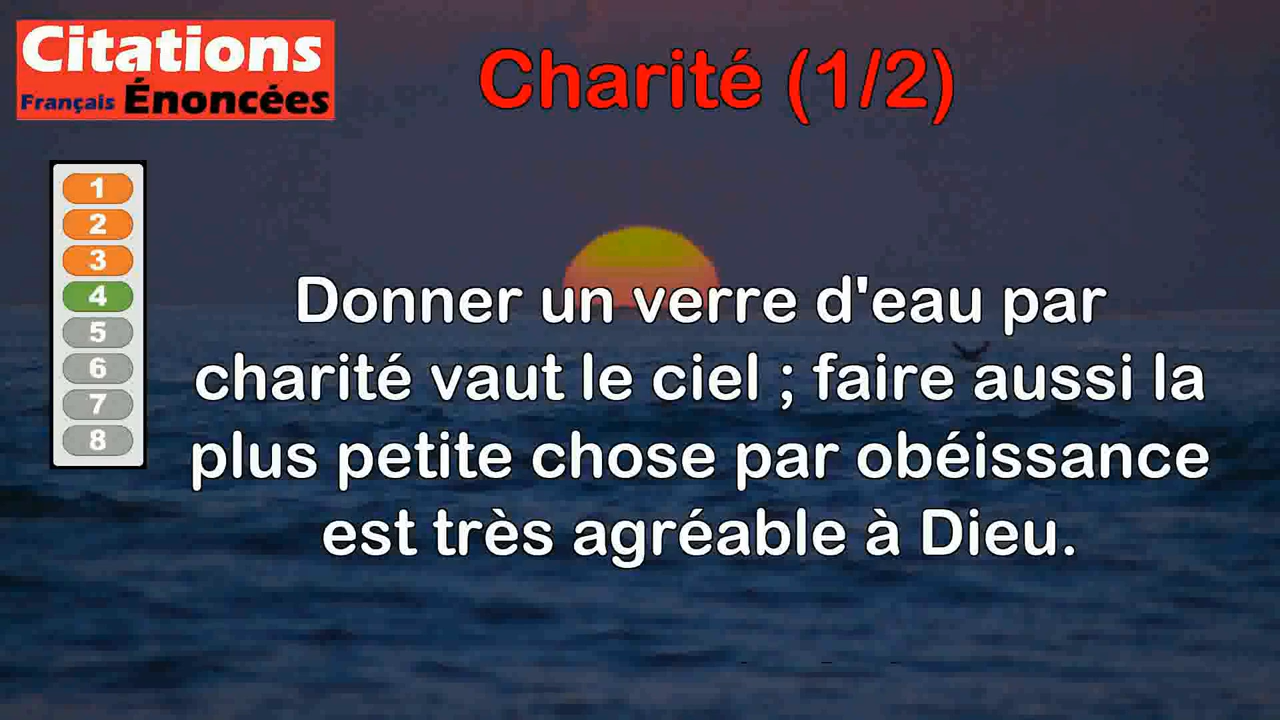 Citations
Français Énoncées
Charité (1/2)
1
2
3
4
5
6
7
8
Donner un verre d'eau par
charité vaut le ciel ; faire aussi la
plus petite chose par obéissance
est très agréable à Dieu.